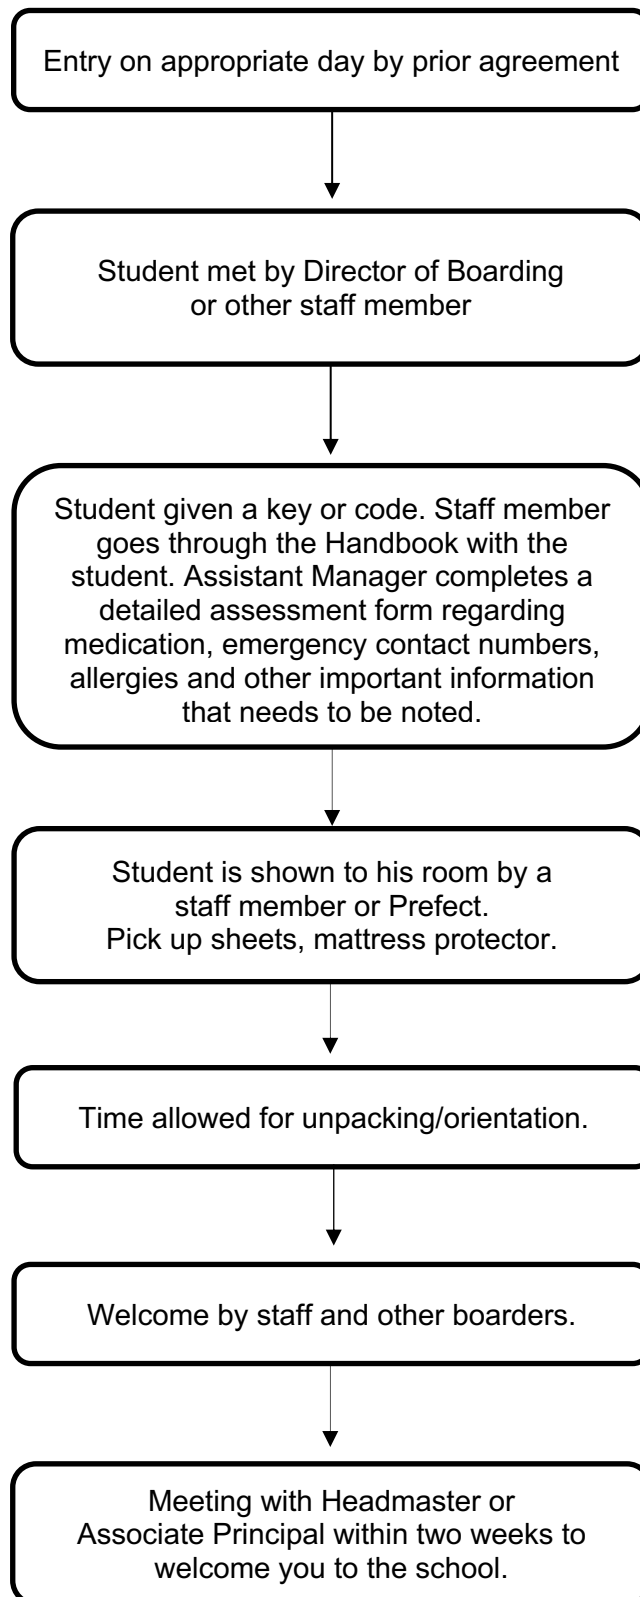 Entry on appropriate day by prior agreement
Student met by Director of Boarding
or other staff member
Student given a key or code. Staff member
goes through the Handbook with the
student. Assistant Manager completes a
detailed assessment form regarding
medication, emergency contact numbers,
allergies and other important information
that needs to be noted.
Student is shown to his room by a
staff member or Prefect.
Pick up sheets, mattress protector.
Time allowed for unpacking/orientation.
Welcome by staff and other boarders.
Meeting with Headmaster or
Associate Principal within two weeks to
welcome you to the school.